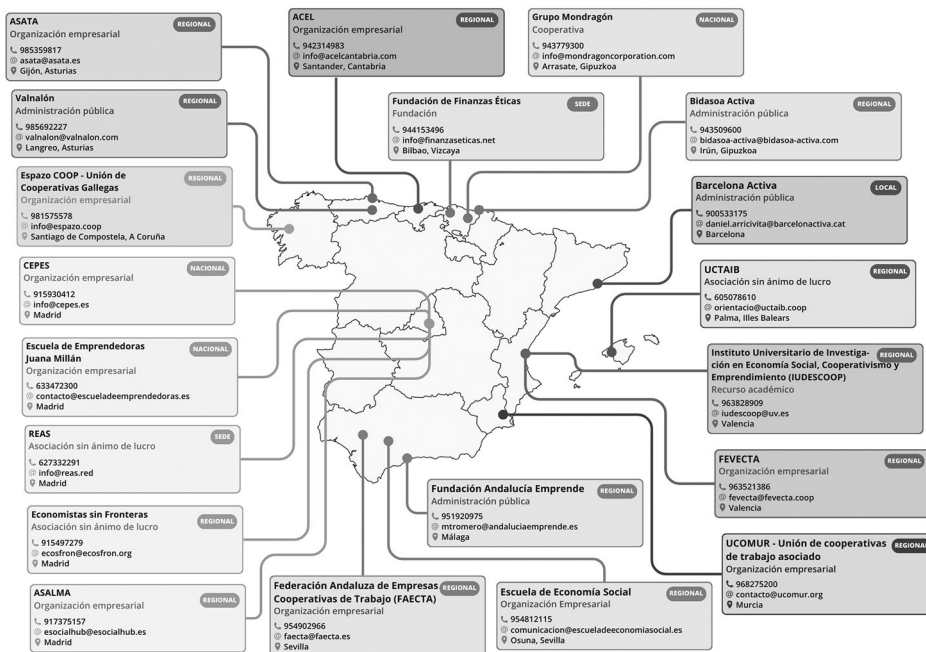 ASATA
REGIONAL
Organización empresarial
985359817
@ asata@asata.es
Gijón, Asturias
ACEL
REGIONAL
Organización empresarial
942314983
@ info@acelcantabria.com
Santander, Cantabria
Grupo Mondragón
NACIONAL
Cooperativa
943779300
@ info@mondragoncorporation.com
Arrasate, Gipuzkoa
Valnalón
REGIONAL
Administración pública
985692227
@ valnalon@valnalon.com
Langreo, Asturias
Fundación de Finanzas Éticas
SEDE
Fundación
944153496
@ info@finanzaseticas.net
Bilbao, Vizcaya
Bidasoa Activa
REGIONAL
Administración pública
943509600
@ bidasoa-activa@bidasoa-activa.com
Irún, Gipuzkoa
Espazo COOP - Unión de
Cooperativas Gallegas
REGIONAL
Organización empresarial
981575578
@ info@espazo.coop
Santiago de Compostela, A Coruña
Barcelona Activa
LOCAL
Administración pública
900533175
@ daniel.arricivita@barcelonactiva.cat
Barcelona
CEPES
NACIONAL
Organización empresarial
915930412
@ info@cepes.es
Madrid
UCTAIB
REGIONAL
Asociación sin ánimo de lucro
605078610
@ orientacio@uctaib.coop
Palma, Illes Balears
Escuela de Emprendedoras
Juana Millán
NACIONAL
Organización empresarial
633472300
@ contacto@escueladeemprendedoras.es
Madrid
Instituto Universitario de Investiga-
ción en Economía Social, Cooperativismo y
Emprendimiento (IUDESCOOP)
REGIONAL
Recurso académico
963828909
@ iudescoop@uv.es
Valencia
REAS
SEDE
Asociación sin ánimo de lucro
627332291
@ info@reas.red
Madrid
FEVECTA
REGIONAL
Organización empresarial
963521386
@ fevecta@fevecta.coop
Valencia
Economistas sin Fronteras
REGIONAL
Asociación sin ánimo de lucro
915497279
@ ecosfron@ecosfron.org
Madrid
Fundación Andalucía Emprende
REGIONAL
Administración pública
951920975
@ mtromero@andaluciaemprende.es
Málaga
UCOMUR - Unión de cooperativas
de trabajo asociado
REGIONAL
Organización empresarial
968275200
@ contacto@ucomur.org
Murcia
ASALMA
REGIONAL
Organización empresarial
917375157
@ esocialhub@esocialhub.es
Madrid
Federación Andaluza de Empresas
Cooperativas de Trabajo (FAECTA)
REGIONAL
Organización empresarial
954902966
@ faecta@faecta.es
Sevilla
Escuela de Economía Social
REGIONAL
Organización Empresarial
954812115
@ comunicacion@escueladeeconomiasocial.es
Osuna, Sevilla